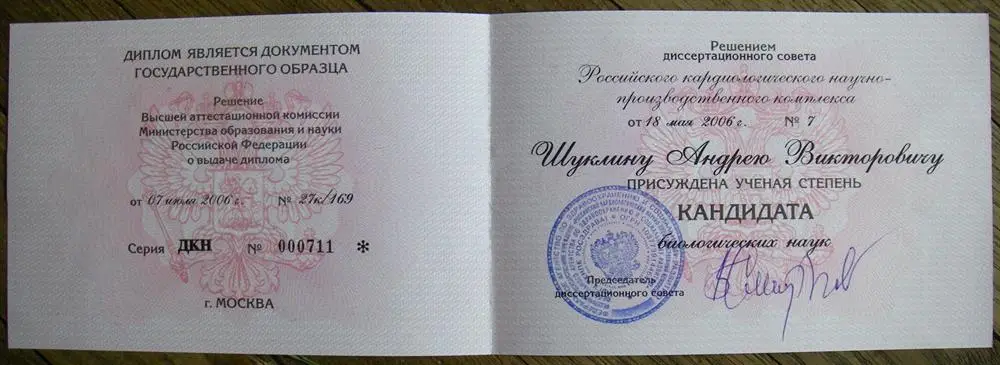 ДИПЛОМ ЯВЛЯЕТСЯ ДОКУМЕНТОМ
ГОСУДАРСТВЕННОГО ОБРАЗЦА
Решение
Высшей аттестационной комиссии
Министерства образования и науки
Российской Федерации
о выдаче диплома
от 07 июля 2006 г. № 27к/169
Серия ДКН № 000711 *
г. МОСКВА
Решением
диссертационного совета
Российского кардиологического научно-
производственного комплекса
от 18 мая 2006 г. № 7
Шуклину Андрею Викторовичу
ПРИСУЖДЕНА УЧЕНАЯ СТЕПЕНЬ
КАНДИДАТА
биологических наук
Председатель
диссертационного совета